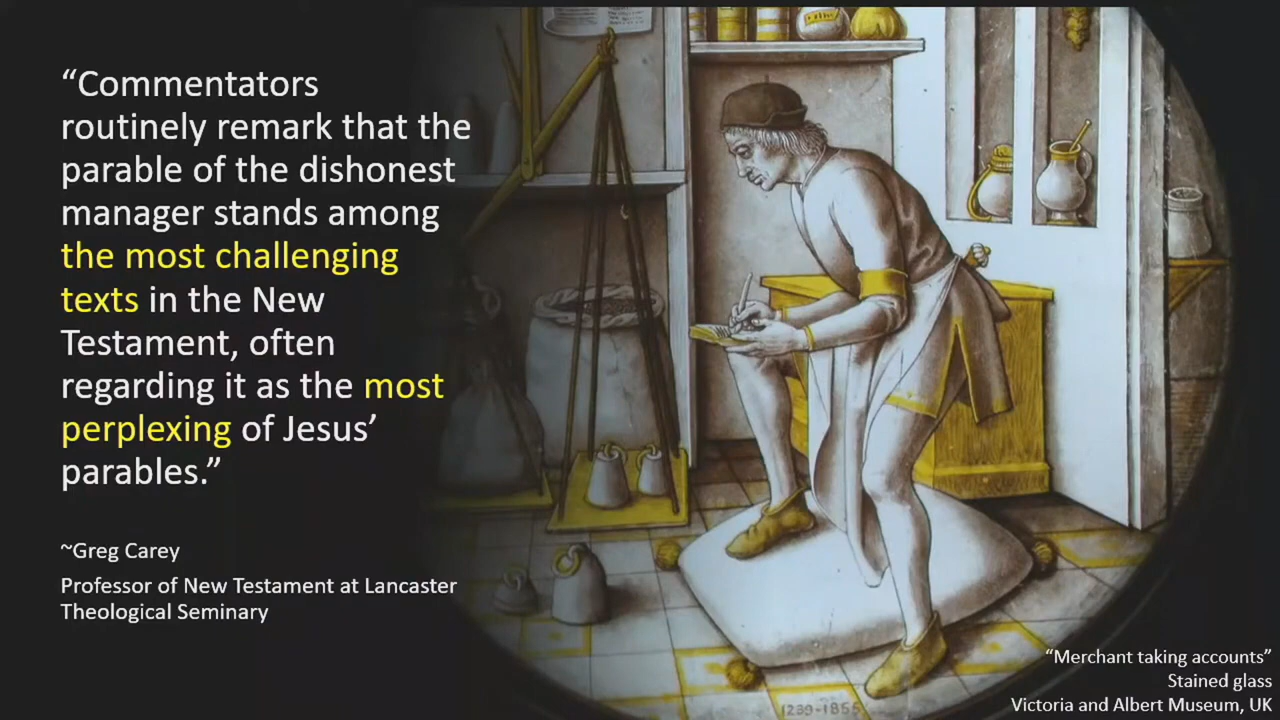 “Commentators
routinely remark that the
parable of the dishonest
manager stands among
the most challenging
texts in the New
Testament, often
regarding it as the most
perplexing of Jesus’
parables.”
~Greg Carey
Professor of New Testament at Lancaster
Theological Seminary
“Merchant taking accounts”
Stained glass
Victoria and Albert Museum, UK
1239-1855